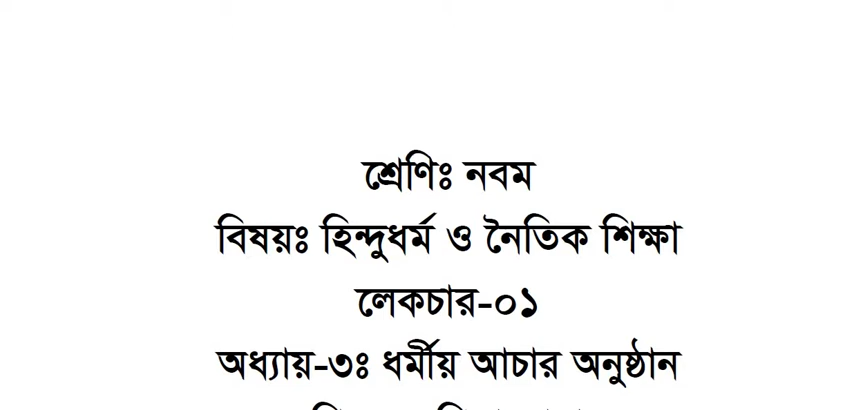 শ্রেণিঃ নবম
বিষয়ঃ হিন্দুধর্ম ও নৈতিক শিক্ষা
লেকচার-০১
অধ্যায়-৩ঃ ধর্মীয় আচার অনুষ্ঠান